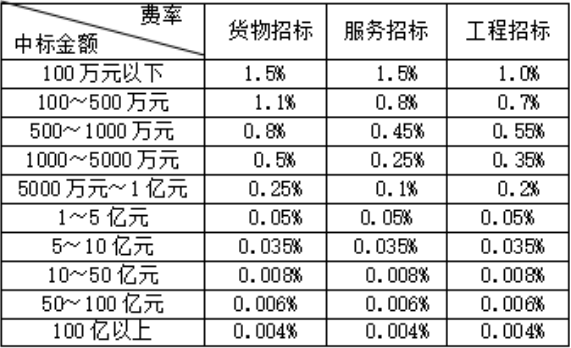 费率
中标金额 货物招标 服务招标 工程招标
100万元以下 1.5% 1.5% 1.0%
100～500万元 1.1% 0.8% 0.7%
500～1000万元 0.8% 0.45% 0.55%
1000～5000万元 0.5% 0.25% 0.35%
5000万元～1亿元 0.25% 0.1% 0.2%
1～5亿元 0.05% 0.05% 0.05%
5～10亿元 0.035% 0.035% 0.035%
10～50亿元 0.008% 0.008% 0.008%
50～100亿元 0.006% 0.006% 0.006%
100亿以上 0.004% 0.004% 0.004%